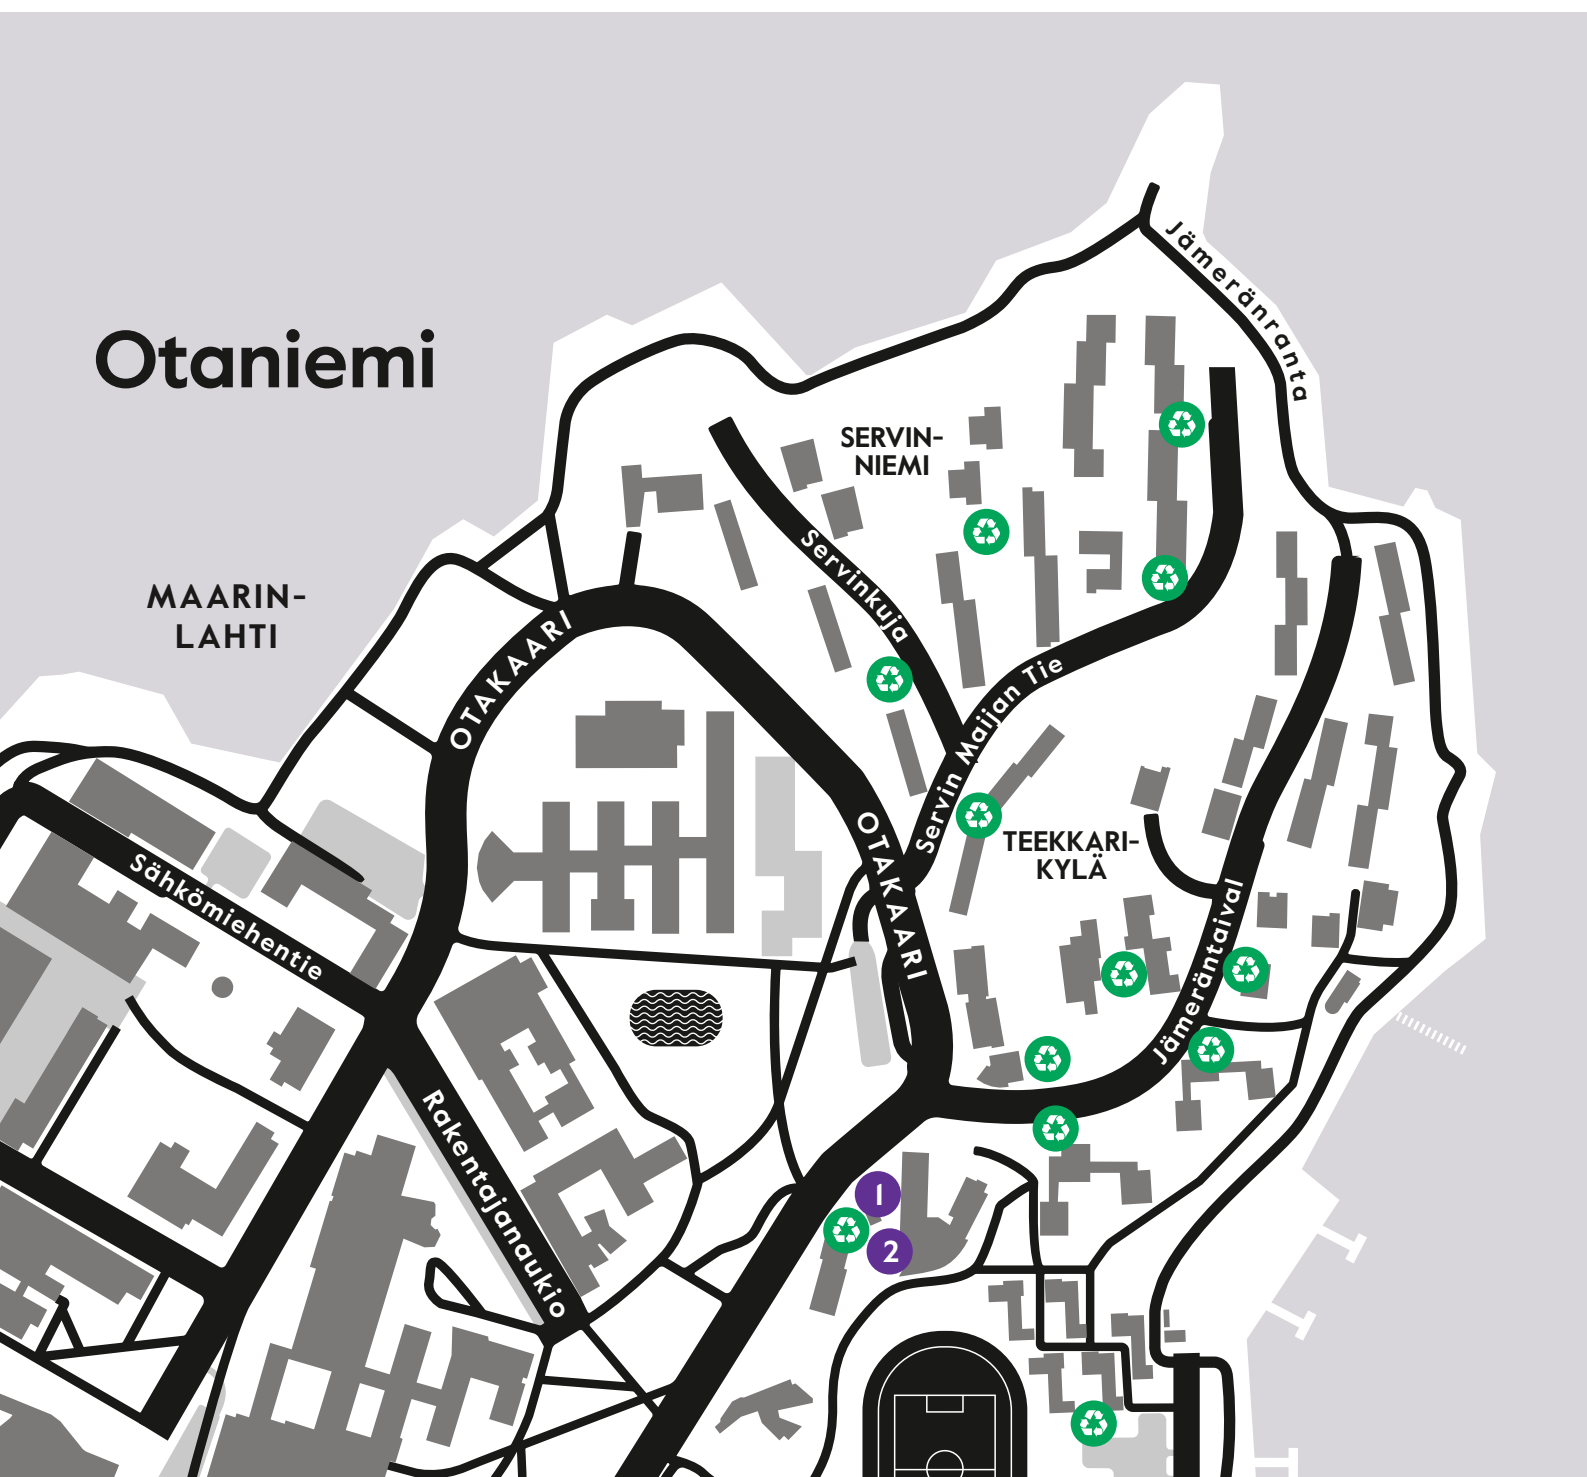 Jämeränranta
Otaniemi
SERVIN-
NIEMI
Servinkuja
MAARIN-
LAHTI
OTAKAARI
Servin Maijan Tie
OTAKAARI
TEEKKARI-
KYLÄ
Sähkömiehentie
Jämeräntaival
Rakentajanaukio
1
2